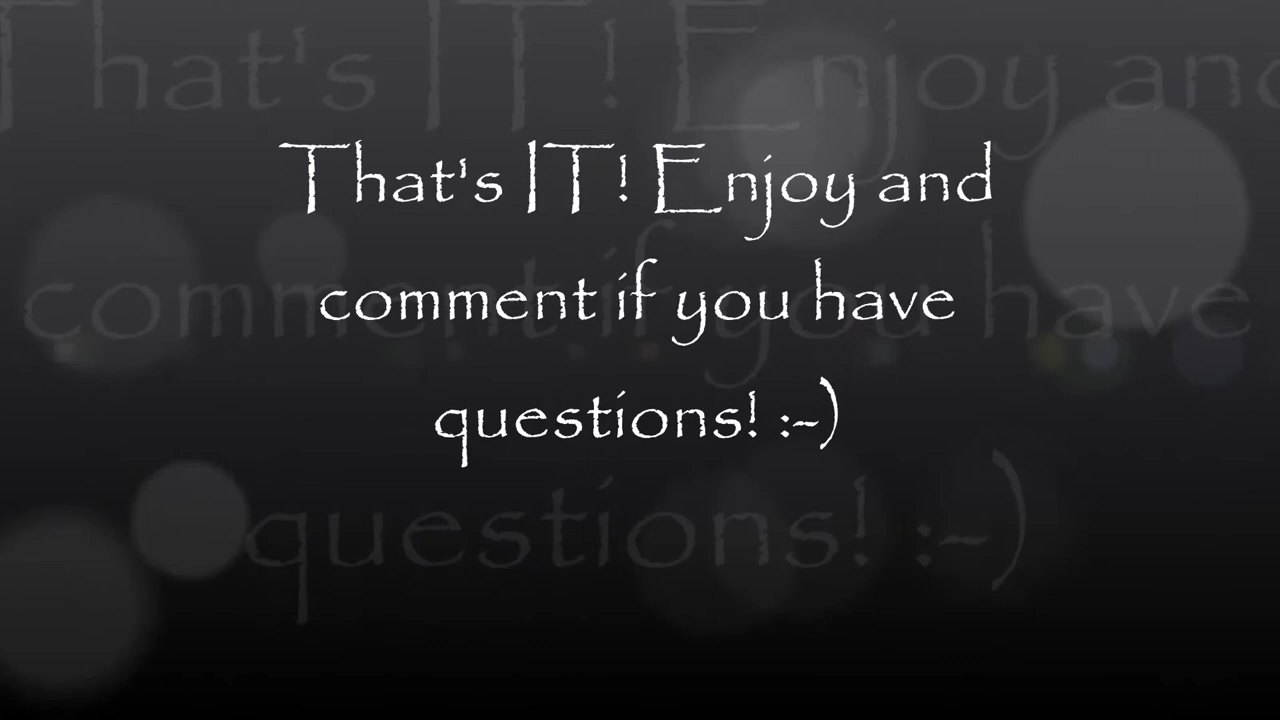 That's IT! Enjoy and
comment if you have
questions! :-)